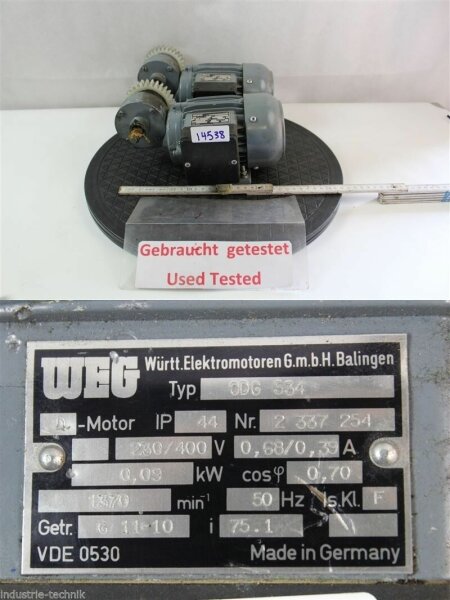 14538
Gebraucht getestet
Used Tested
WEG Württ.Elektromotoren G.m.b.H. Balingen
Typ CDG S34
-Motor IP 44 Nr. 2 337 254
230/400 V 0,68/0,39 A
0,09 kW cosφ 0,70
1370 min⁻¹ 50 Hz Is.Kl. F
Getr. G 11-10 i 75.1
VDE 0530 Made in Germany
industrie-technik